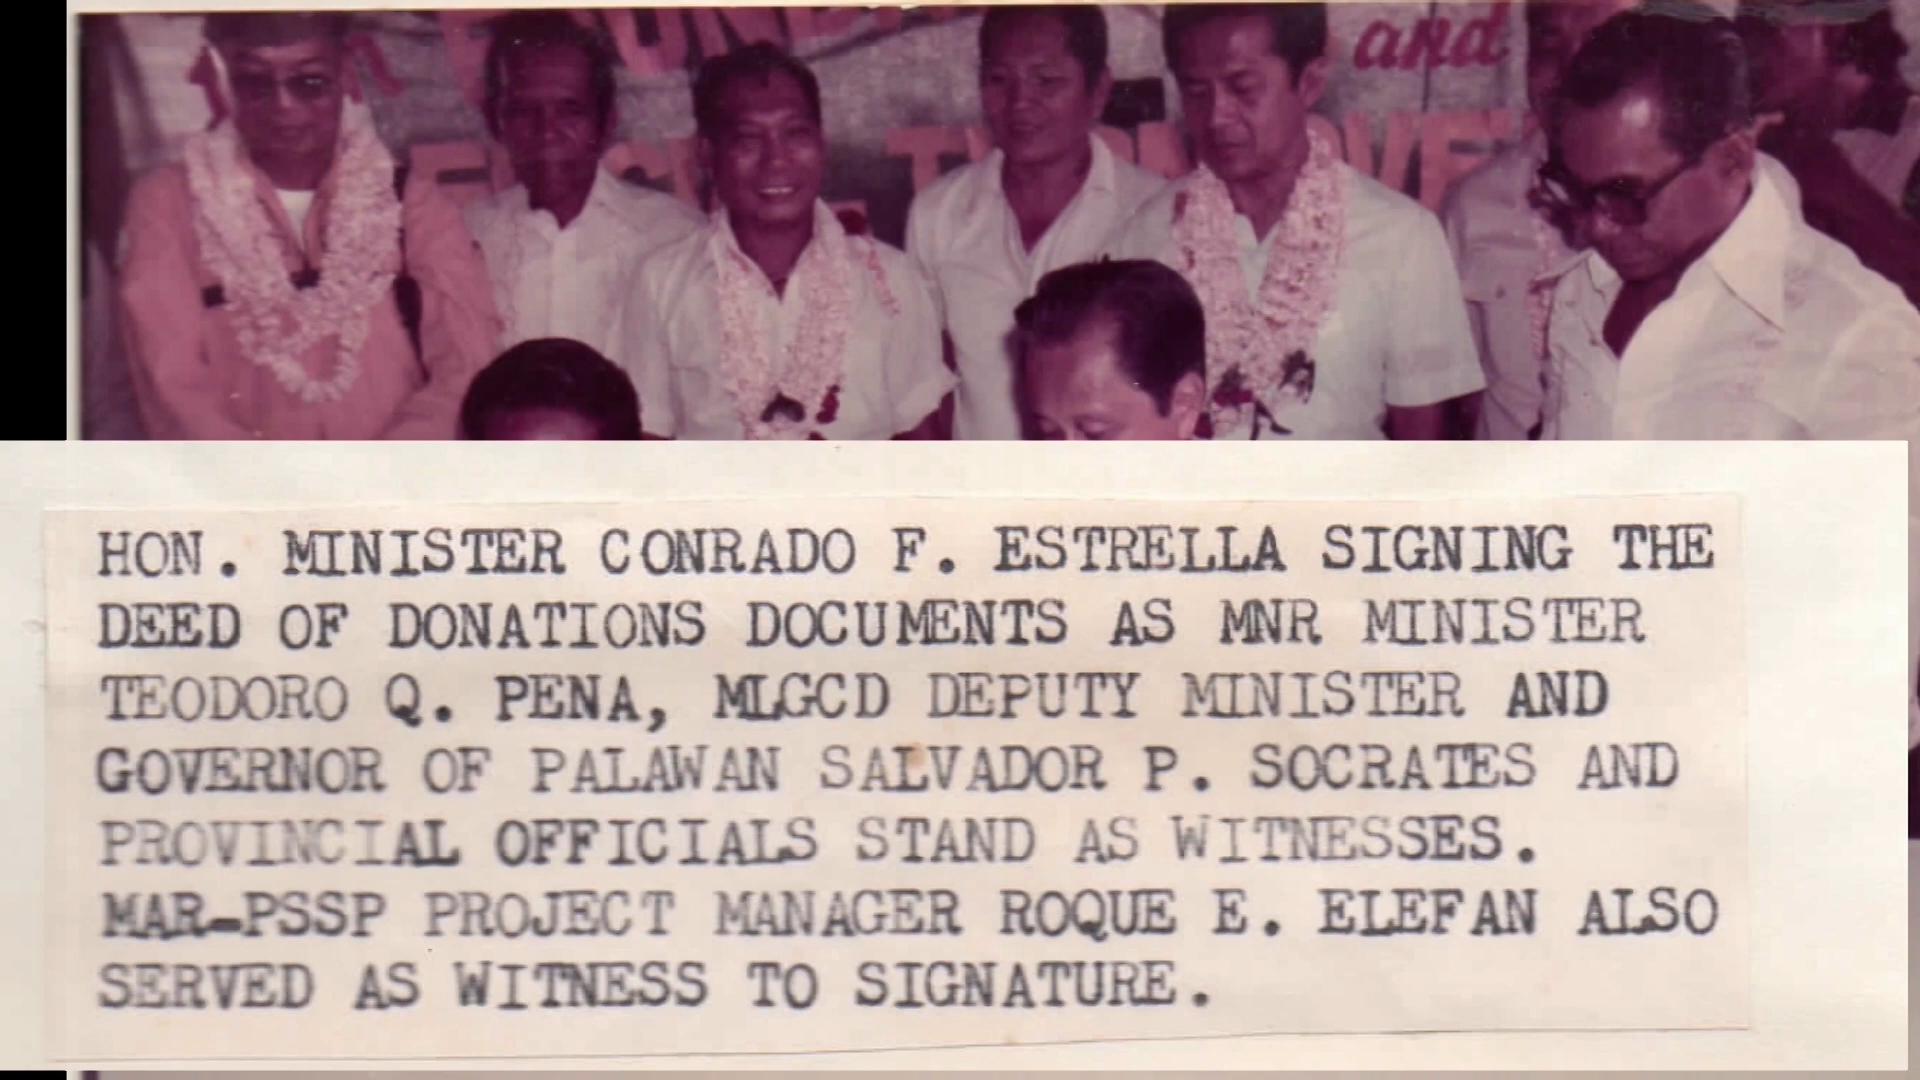 and
HON. MINISTER CONRADO F. ESTRELLA SIGNING THE
DEED OF DONATIONS DOCUMENTS AS MNR MINISTER
TEODORO Q. PENA, MLGCD DEPUTY MINISTER AND
GOVERNOR OF PALAWAN SALVADOR P. SOCRATES AND
PROVINCIAL OFFICIALS STAND AS WITNESSES.
MAR-PSSP PROJECT MANAGER ROQUE E. ELEFAN ALSO
SERVED AS WITNESS TO SIGNATURE.